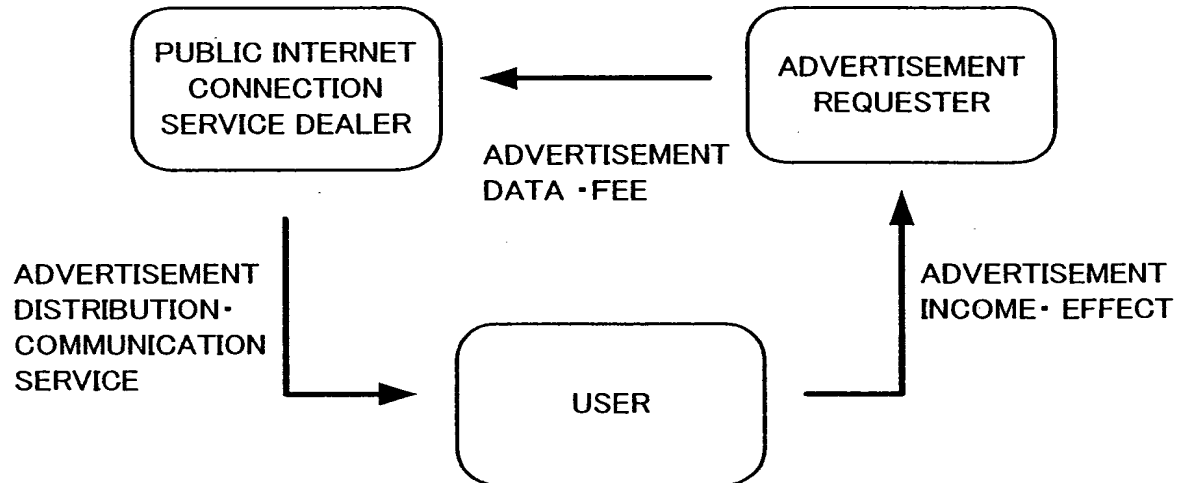 PUBLIC INTERNET
CONNECTION
SERVICE DEALER
ADVERTISEMENT
REQUESTER
ADVERTISEMENT
DATA ・FEE
ADVERTISEMENT
DISTRIBUTION・
COMMUNICATION
SERVICE
ADVERTISEMENT
INCOME・ EFFECT
USER